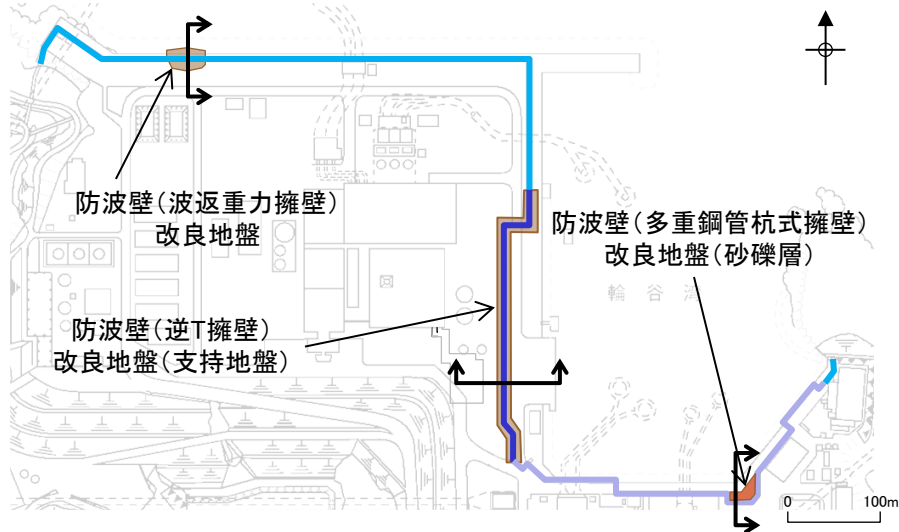 防波壁(波返重力擁壁)
改良地盤
防波壁(多重鋼管杭式擁壁)
改良地盤(砂礫層)
輪谷湾
防波壁(逆T擁壁)
改良地盤(支持地盤)
0 100m